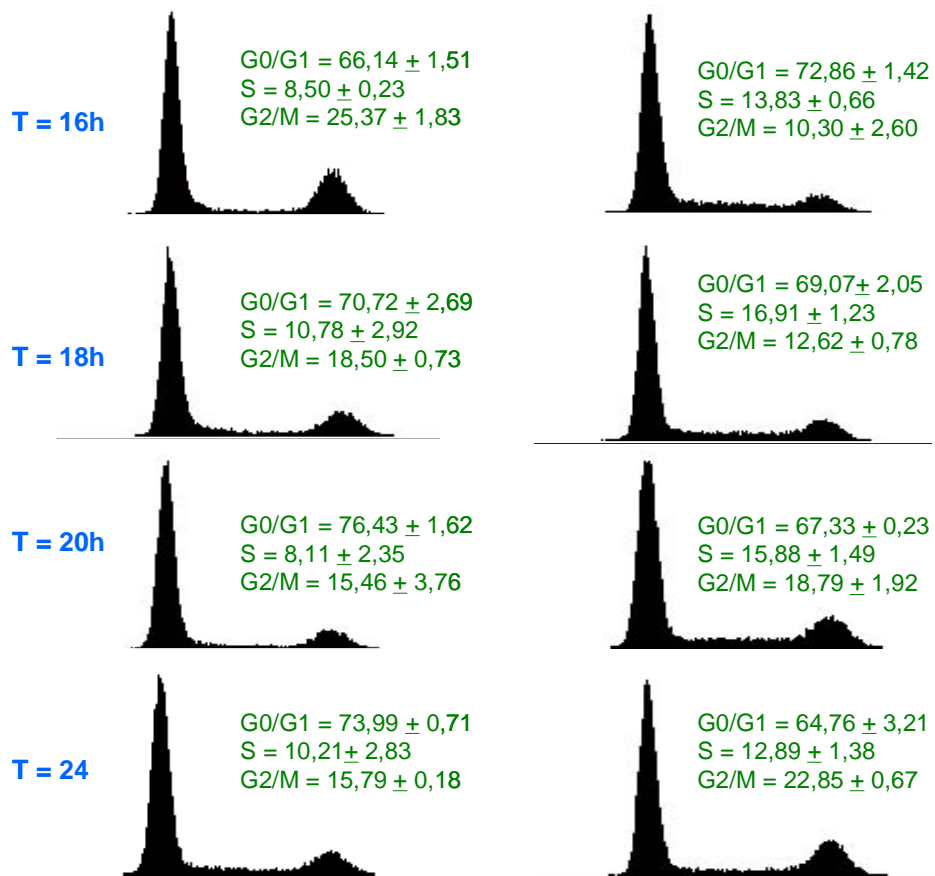 T = 16h
G0/G1 = 66,14 ± 1,51
S = 8,50 ± 0,23
G2/M = 25,37 ± 1,83
G0/G1 = 72,86 ± 1,42
S = 13,83 ± 0,66
G2/M = 10,30 ± 2,60
T = 18h
G0/G1 = 70,72 ± 2,69
S = 10,78 ± 2,92
G2/M = 18,50 ± 0,73
G0/G1 = 69,07± 2,05
S = 16,91 ± 1,23
G2/M = 12,62 ± 0,78
T = 20h
G0/G1 = 76,43 ± 1,62
S = 8,11 ± 2,35
G2/M = 15,46 ± 3,76
G0/G1 = 67,33 ± 0,23
S = 15,88 ± 1,49
G2/M = 18,79 ± 1,92
T = 24
G0/G1 = 73,99 ± 0,71
S = 10,21± 2,83
G2/M = 15,79 ± 0,18
G0/G1 = 64,76 ± 3,21
S = 12,89 ± 1,38
G2/M = 22,85 ± 0,67